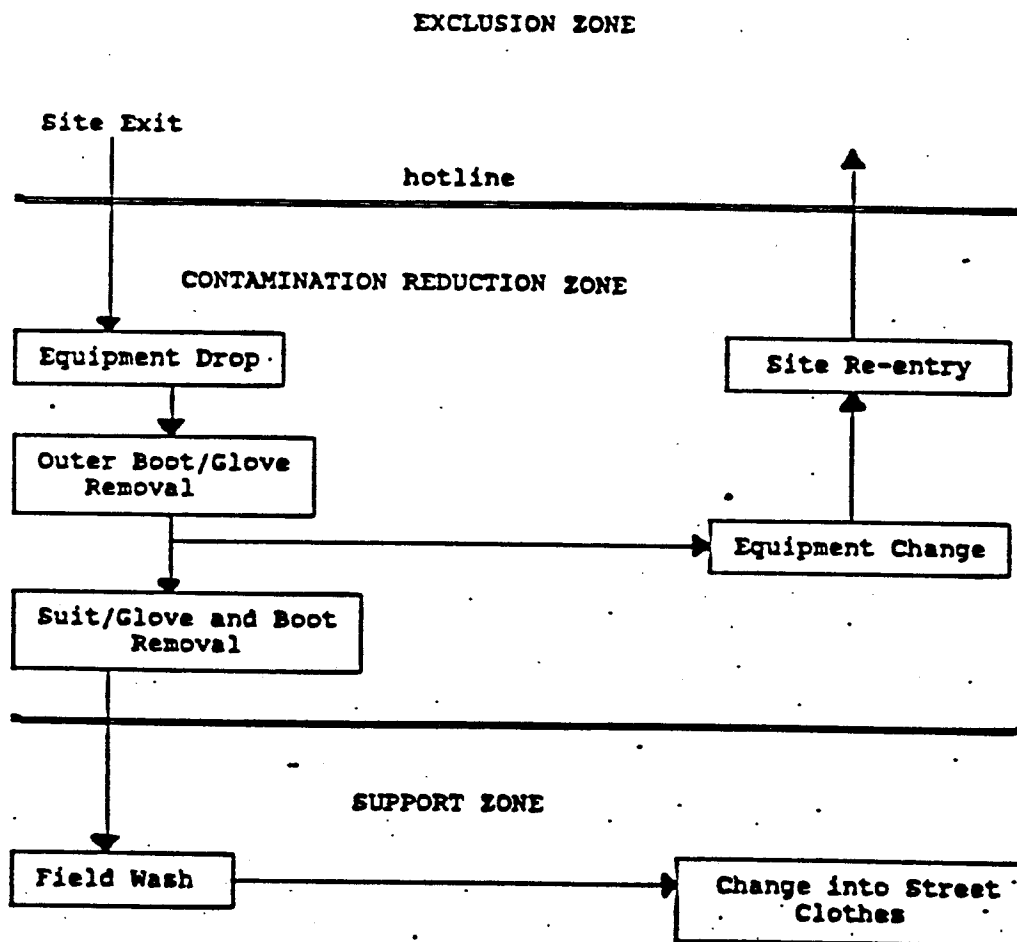 EXCLUSION ZONE
Site Exit
hotline
CONTAMINATION REDUCTION ZONE
Equipment Drop
Site Re-entry
Outer Boot/Glove
Removal
Equipment Change
Suit/Glove and Boot
Removal
SUPPORT ZONE
Field Wash
Change into Street
Clothes